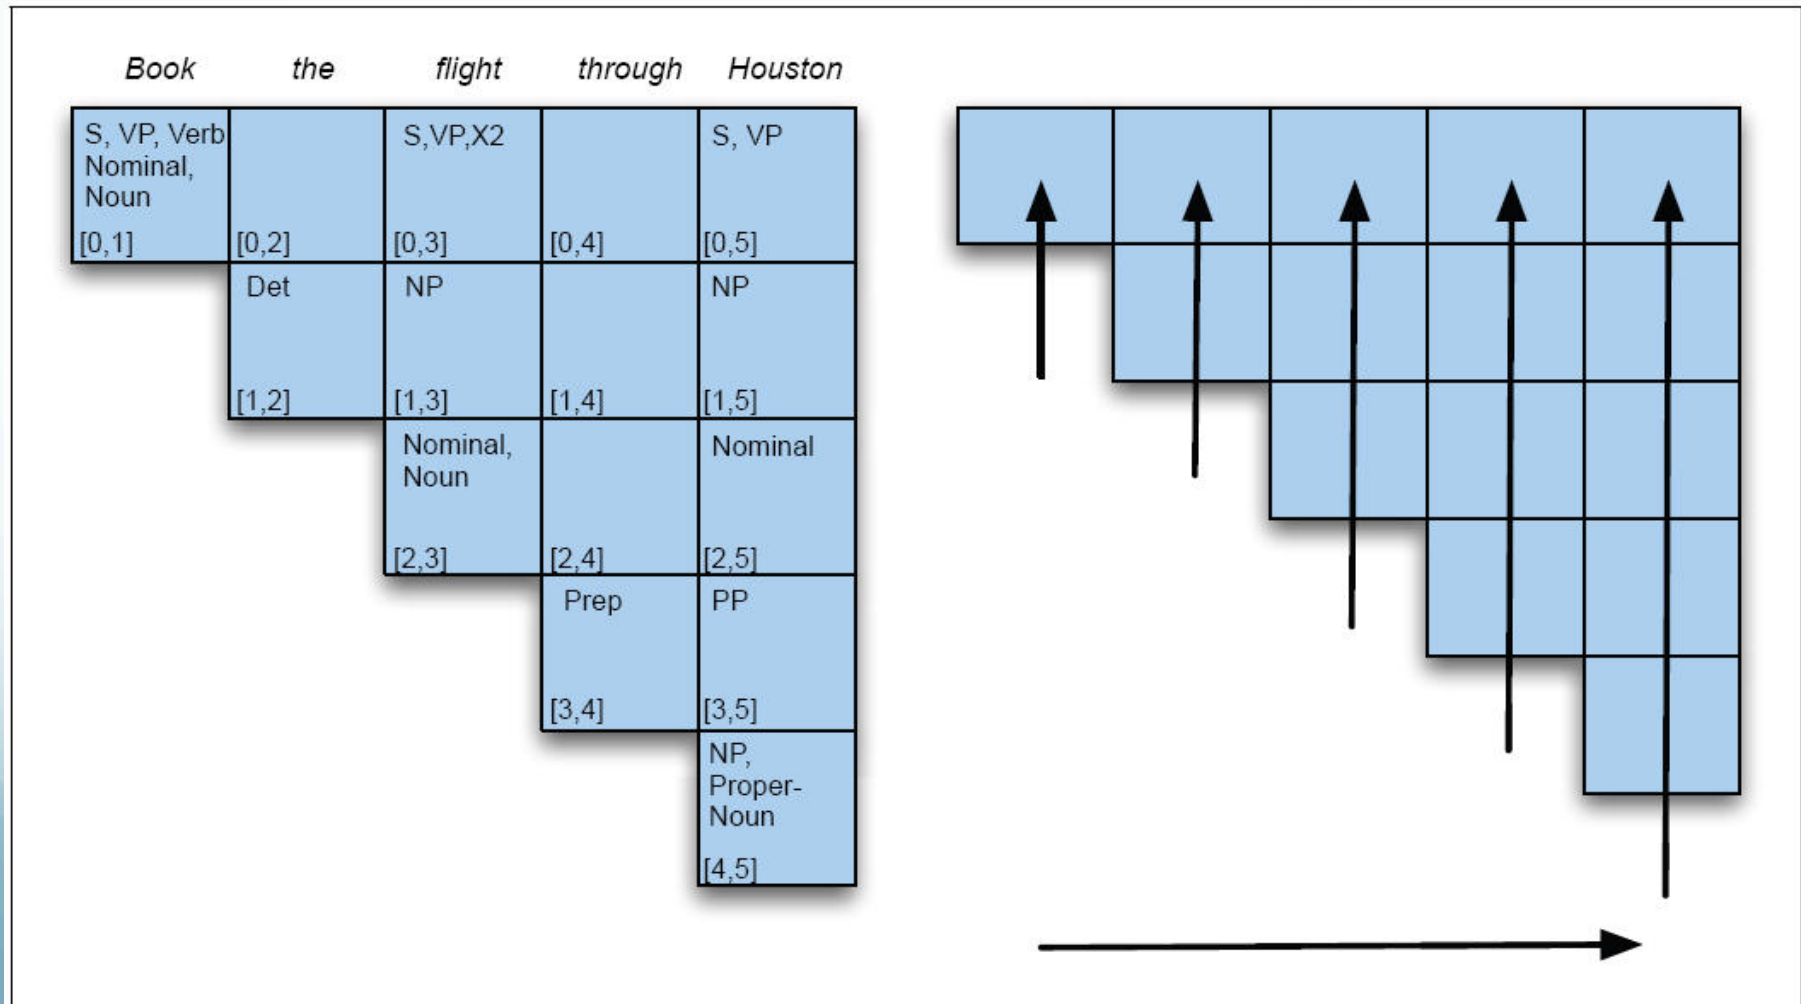 Book the flight through Houston
S, VP, Verb
Nominal,
Noun
[0,1]
[0,2]
S,VP,X2
[0,3]
[0,4]
S, VP
[0,5]
Det
[1,2]
NP
[1,3]
[1,4]
NP
[1,5]
Nominal,
Noun
[2,3]
[2,4]
Nominal
[2,5]
Prep
[3,4]
PP
[3,5]
NP,
Proper-
Noun
[4,5]